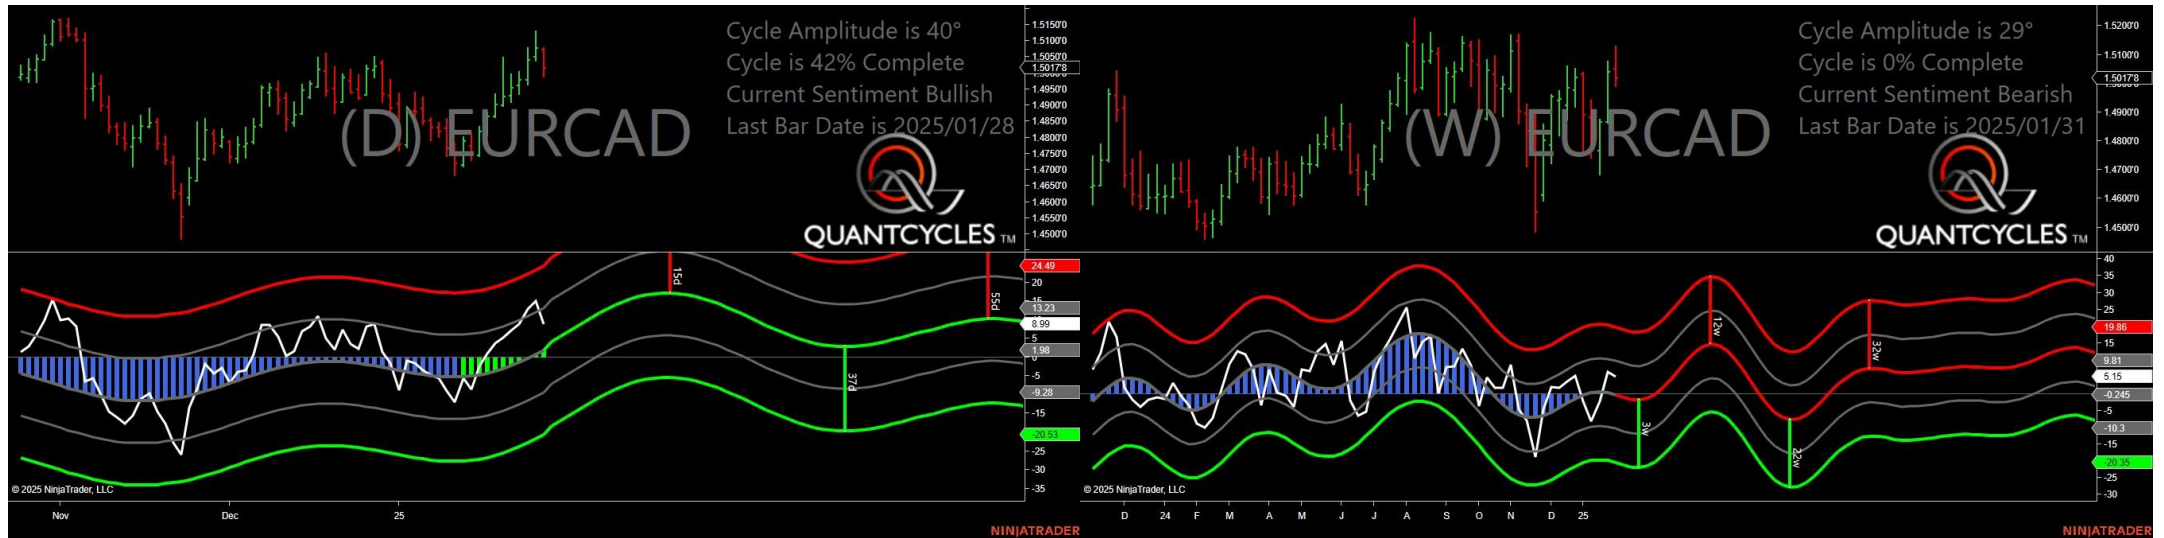 Cycle Amplitude is 40°
Cycle is 42% Complete
Current Sentiment Bullish
Last Bar Date is 2025/01/28
(D) EURCAD
QUANTCYCLES TM
1.5150'0
1.5100'0
1.5050'0
1.5017'8
1.4950'0
1.4900'0
1.4850'0
1.4800'0
1.4750'0
1.4700'0
1.4650'0
1.4600'0
1.4550'0
1.4500'0
15d
55d
37d
24.49
20
13.23
8.99
5
1.98
-5
-9.28
-15
-20.53
-25
-30
-35
© 2025 NinjaTrader, LLC
Nov
Dec
25
NINJATRADER
Cycle Amplitude is 29°
Cycle is 0% Complete
Current Sentiment Bearish
Last Bar Date is 2025/01/31
(W) EURCAD
QUANTCYCLES TM
1.5200'0
1.5100'0
1.5017'8
1.4900'0
1.4800'0
1.4700'0
1.4600'0
1.4500'0
12w
32w
3w
22w
40
35
30
25
19.86
15
9.81
5.15
-0.245
-5
-10.3
-15
-20.35
-25
-30
© 2025 NinjaTrader, LLC
D
24
F
M
A
M
J
J
A
S
O
N
D
25
NINJATRADER